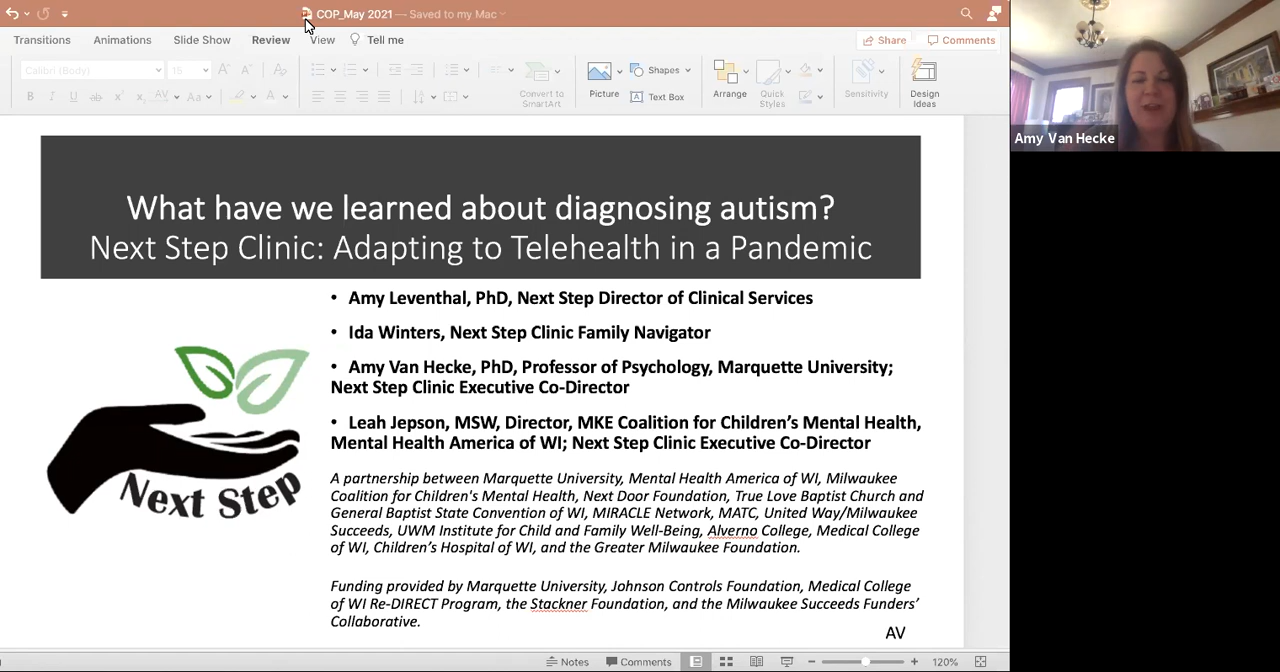 COP_May 2021 — Saved to my Mac
Transitions Animations Slide Show Review View Tell me Share Comments
Calibri (Body) 15
Convert to SmartArt
Picture
Shapes
Text Box
Arrange
Quick Styles
Sensitivity
Design Ideas
Amy Van Hecke
What have we learned about diagnosing autism?
Next Step Clinic: Adapting to Telehealth in a Pandemic
• Amy Leventhal, PhD, Next Step Director of Clinical Services
• Ida Winters, Next Step Clinic Family Navigator
• Amy Van Hecke, PhD, Professor of Psychology, Marquette University;
Next Step Clinic Executive Co-Director
• Leah Jepson, MSW, Director, MKE Coalition for Children’s Mental Health,
Mental Health America of WI; Next Step Clinic Executive Co-Director
Next Step
A partnership between Marquette University, Mental Health America of WI, Milwaukee
Coalition for Children's Mental Health, Next Door Foundation, True Love Baptist Church and
General Baptist State Convention of WI, MIRACLE Network, MATC, United Way/Milwaukee
Succeeds, UWM Institute for Child and Family Well-Being, Alverno College, Medical College
of WI, Children’s Hospital of WI, and the Greater Milwaukee Foundation.
Funding provided by Marquette University, Johnson Controls Foundation, Medical College
of WI Re-DIRECT Program, the Stackner Foundation, and the Milwaukee Succeeds Funders’
Collaborative.
AV
Notes Comments 120%